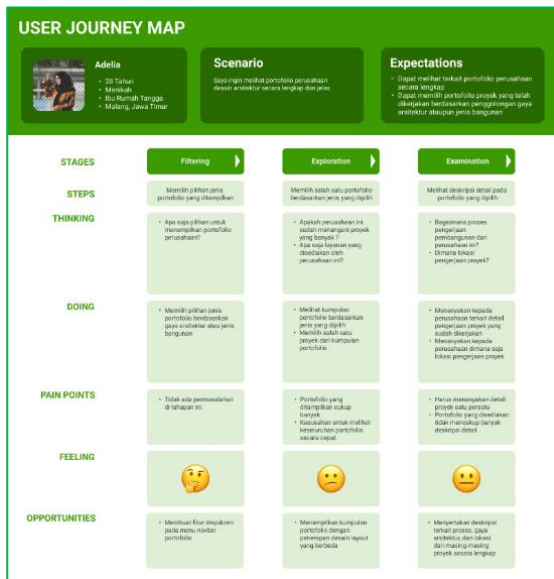 USER JOURNEY MAP
Adelia
• 28 Tahun
• Menikah
• Ibu Rumah Tangga
• Malang, Jawa Timur
Scenario
Saya ingin melihat portofolio perusahaan
desain arsitektur secara lengkap dan jelas
Expectations
• Dapat melihat terkait portofolio perusahaan
secara lengkap
• Dapat memilih portofolio proyek yang telah
dikerjakan berdasarkan penggolongan gaya
arsitektur ataupun jenis bangunan
STAGES
Filtering
Exploration
Examination
STEPS
Memilih pilihan jenis
portofolio yang ditampilkan
Memilih salah satu portofolio
berdasarkan jenis yang dipilih
Melihat deskripsi detail pada
portofolio yang dipilih
THINKING
• Apa saja pilihan untuk
menampilkan portofolio
perusahaan?
• Apakah perusahaan ini
sudah menangani proyek
yang banyak ?
• Apa saja layanan yang
disediakan oleh
perusahaan ini?
• Bagaimana proses
pengerjaan
pembangunan dari
perusahaan ini?
• Dimana lokasi
pengerjaan proyek?
DOING
• Memilih pilihan jenis
portofolio berdasarkan
gaya arsitektur atau jenis
bangunan
• Melihat kumpulan
portofolio berdasarkan
jenis yang dipilih
• Memilih salah satu
proyek dari kumpulan
portofolio
• Menanyakan kepada
perusahaan terkait detail
pengerjaan proyek yang
sudah dikerjakan
• Menanyakan kepada
perusahaan dimana saja
lokasi pengerjaan proyek
PAIN POINTS
• Tidak ada permasalahan
di tahapan ini
• Portofolio yang
ditampilkan cukup
banyak
• Kesusahan untuk melihat
keseluruhan portofolio
secara cepat
• Harus menanyakan detail
proyek satu persatu
• Portofolio yang disediakan
tidak mencakup banyak
deskripsi detail
FEELING
OPPORTUNITIES
• Membuat fitur dropdown
pada menu navbar
portofolio
• Menampilkan kumpulan
portofolio dengan
penerapan desain layout
yang berbeda
• Menyertakan deskripsi
terkait proses, gaya
arsitektur, dan lokasi
dari masing-masing
proyek secara lengkap